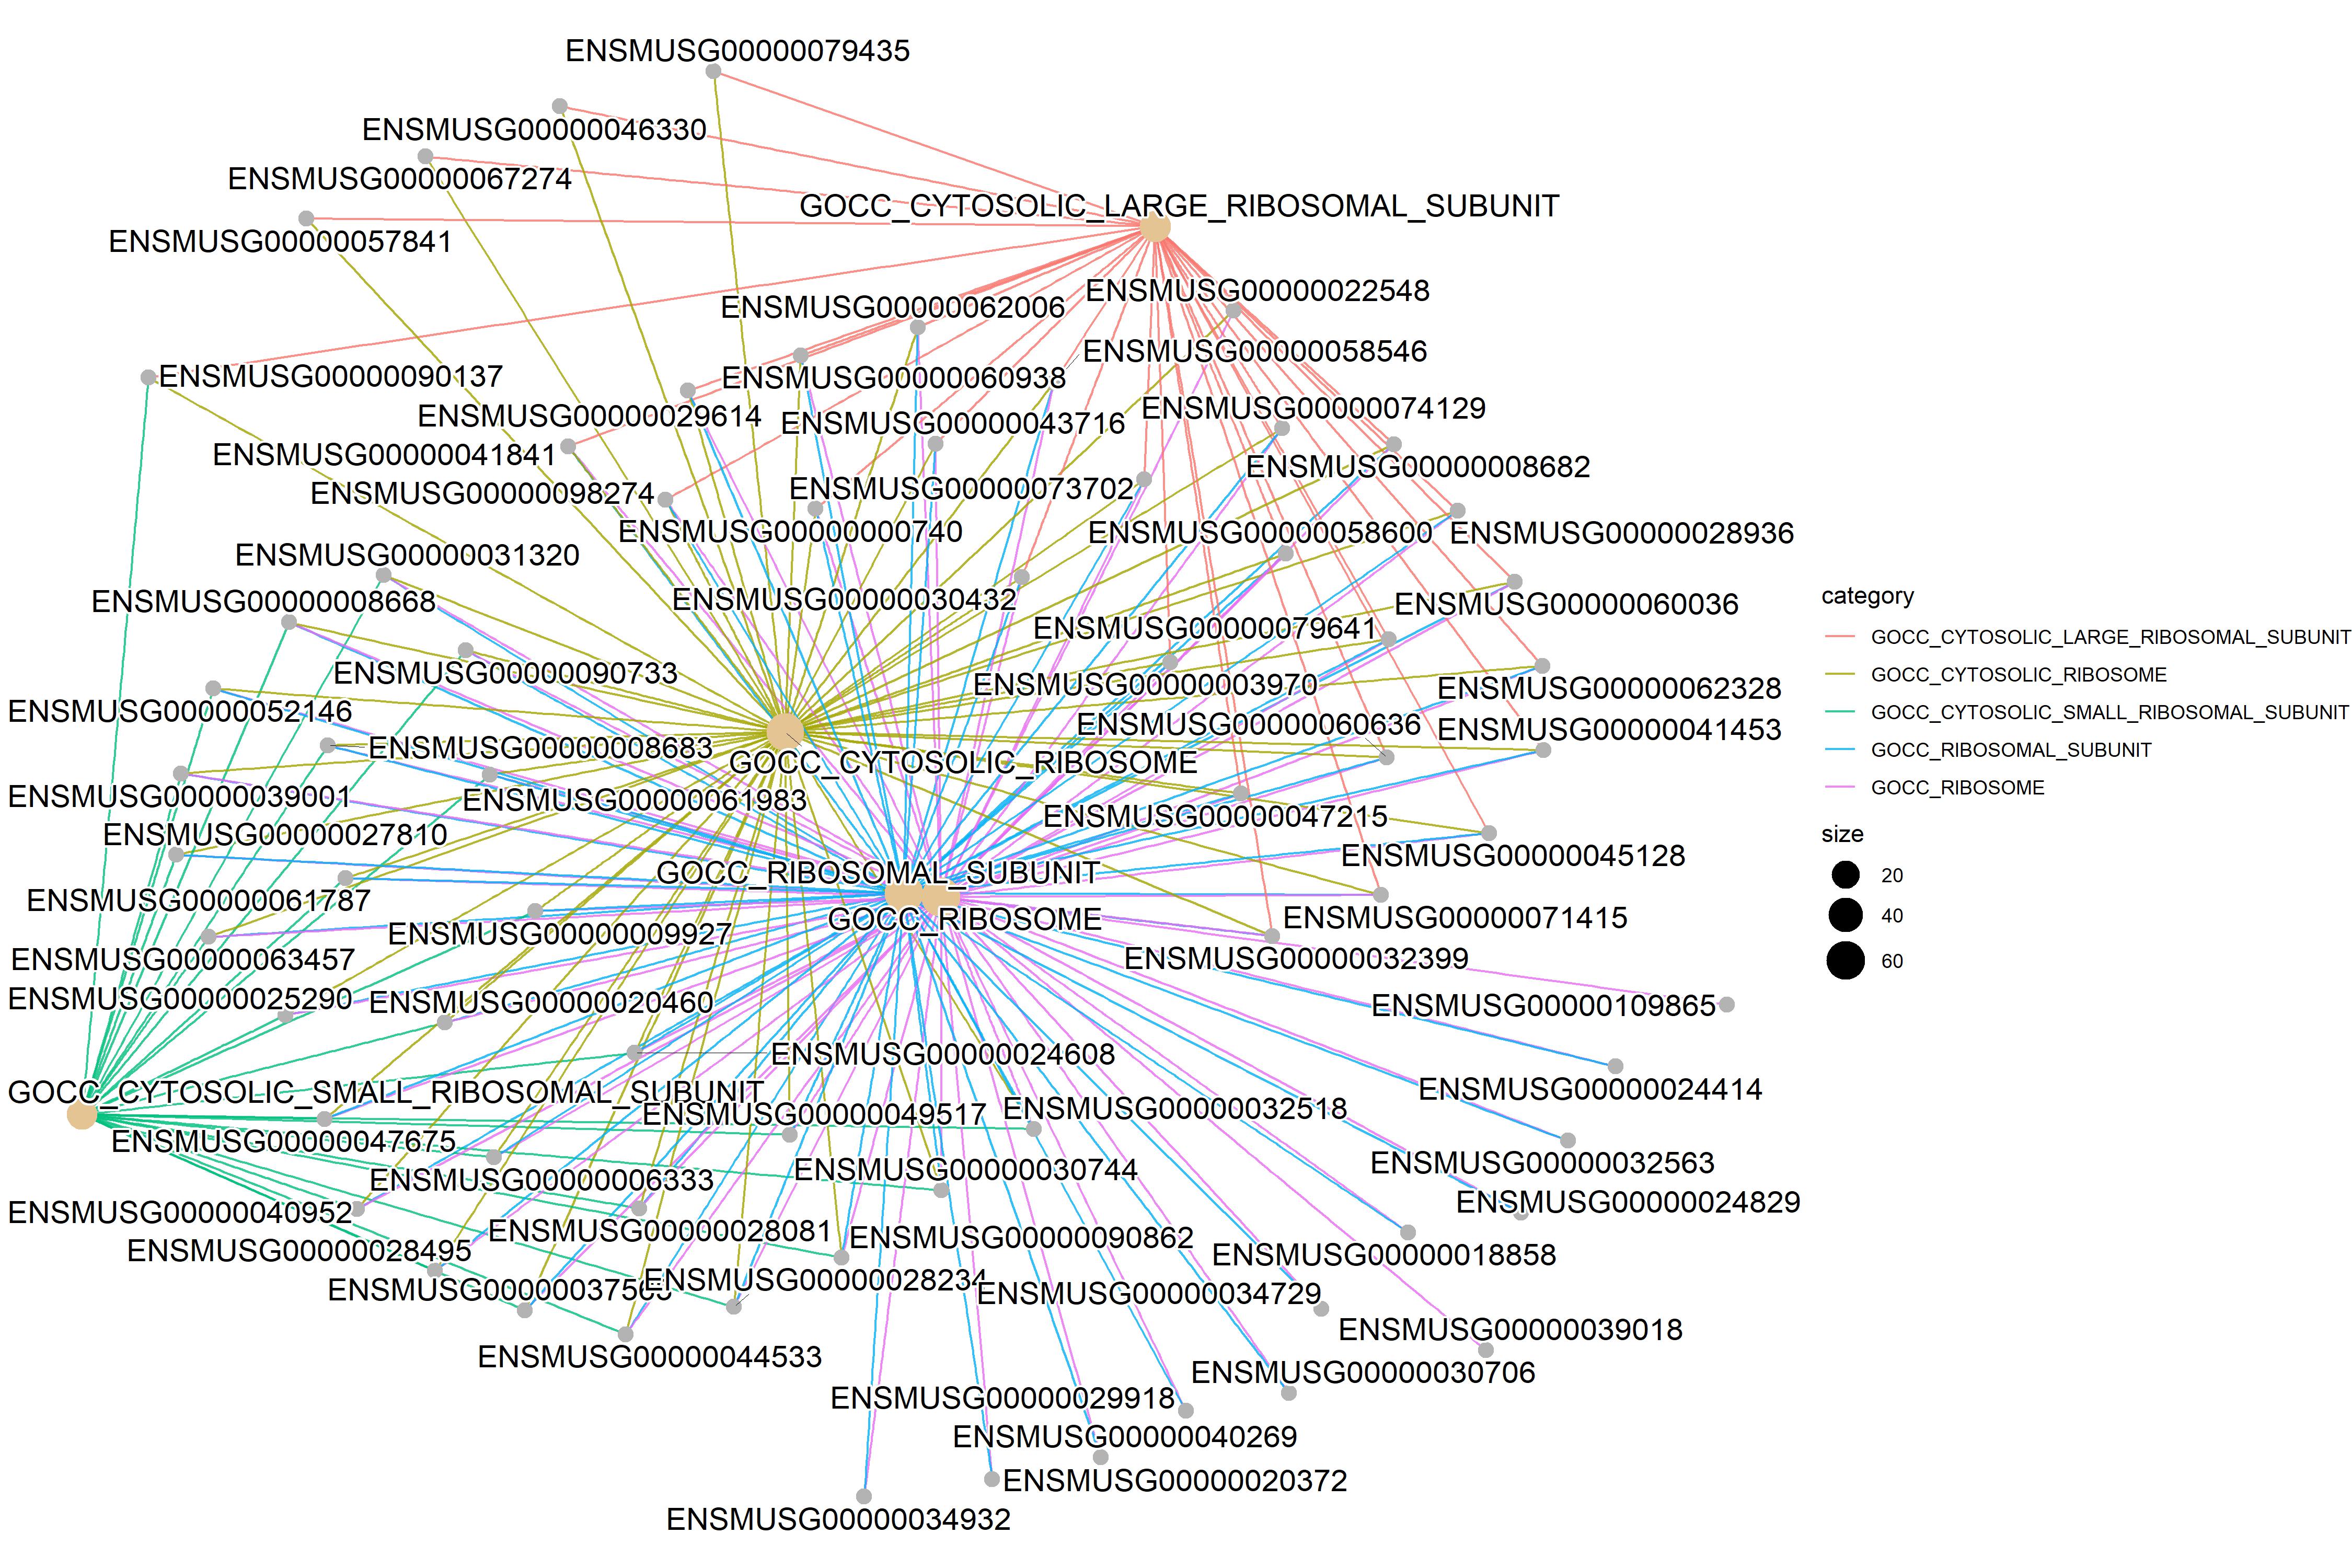 ENSMUSG00000079435
ENSMUSG00000046330
ENSMUSG00000067274
GOCC_CYTOSOLIC_LARGE_RIBOSOMAL_SUBUNIT
ENSMUSG00000057841
ENSMUSG00000022548
ENSMUSG00000062006
ENSMUSG00000058546
ENSMUSG00000090137
ENSMUSG00000060938
ENSMUSG00000074129
ENSMUSG00000029614
ENSMUSG00000043716
ENSMUSG00000041841
ENSMUSG00000008682
ENSMUSG00000098274
ENSMUSG00000073702
ENSMUSG00000000740
ENSMUSG00000058600
ENSMUSG00000028936
ENSMUSG00000031320
ENSMUSG00000008668
ENSMUSG00000030432
ENSMUSG00000060036
ENSMUSG00000079641
ENSMUSG00000090733
ENSMUSG00000003970
ENSMUSG00000062328
ENSMUSG00000052146
ENSMUSG00000060636
ENSMUSG00000041453
ENSMUSG00000008683
GOCC_CYTOSOLIC_RIBOSOME
ENSMUSG00000039001
ENSMUSG00000061983
ENSMUSG00000047215
ENSMUSG00000027810
ENSMUSG00000045128
GOCC_RIBOSOMAL_SUBUNIT
ENSMUSG00000061787
GOCC_RIBOSOME
ENSMUSG00000071415
ENSMUSG00000009927
ENSMUSG00000063457
ENSMUSG00000032399
ENSMUSG00000025290
ENSMUSG00000020460
ENSMUSG00000109865
ENSMUSG00000024608
GOCC_CYTOSOLIC_SMALL_RIBOSOMAL_SUBUNIT
ENSMUSG00000024414
ENSMUSG00000049517
ENSMUSG00000032518
ENSMUSG00000047675
ENSMUSG00000030744
ENSMUSG00000032563
ENSMUSG00000006333
ENSMUSG00000024829
ENSMUSG00000040952
ENSMUSG00000028081
ENSMUSG00000090862
ENSMUSG00000028495
ENSMUSG00000018858
ENSMUSG00000028234
ENSMUSG00000034729
ENSMUSG00000039018
ENSMUSG00000044533
ENSMUSG00000030706
ENSMUSG00000029918
ENSMUSG00000040269
ENSMUSG00000020372
ENSMUSG00000034932
category
GOCC_CYTOSOLIC_LARGE_RIBOSOMAL_SUBUNIT
GOCC_CYTOSOLIC_RIBOSOME
GOCC_CYTOSOLIC_SMALL_RIBOSOMAL_SUBUNIT
GOCC_RIBOSOMAL_SUBUNIT
GOCC_RIBOSOME
size
20
40
60